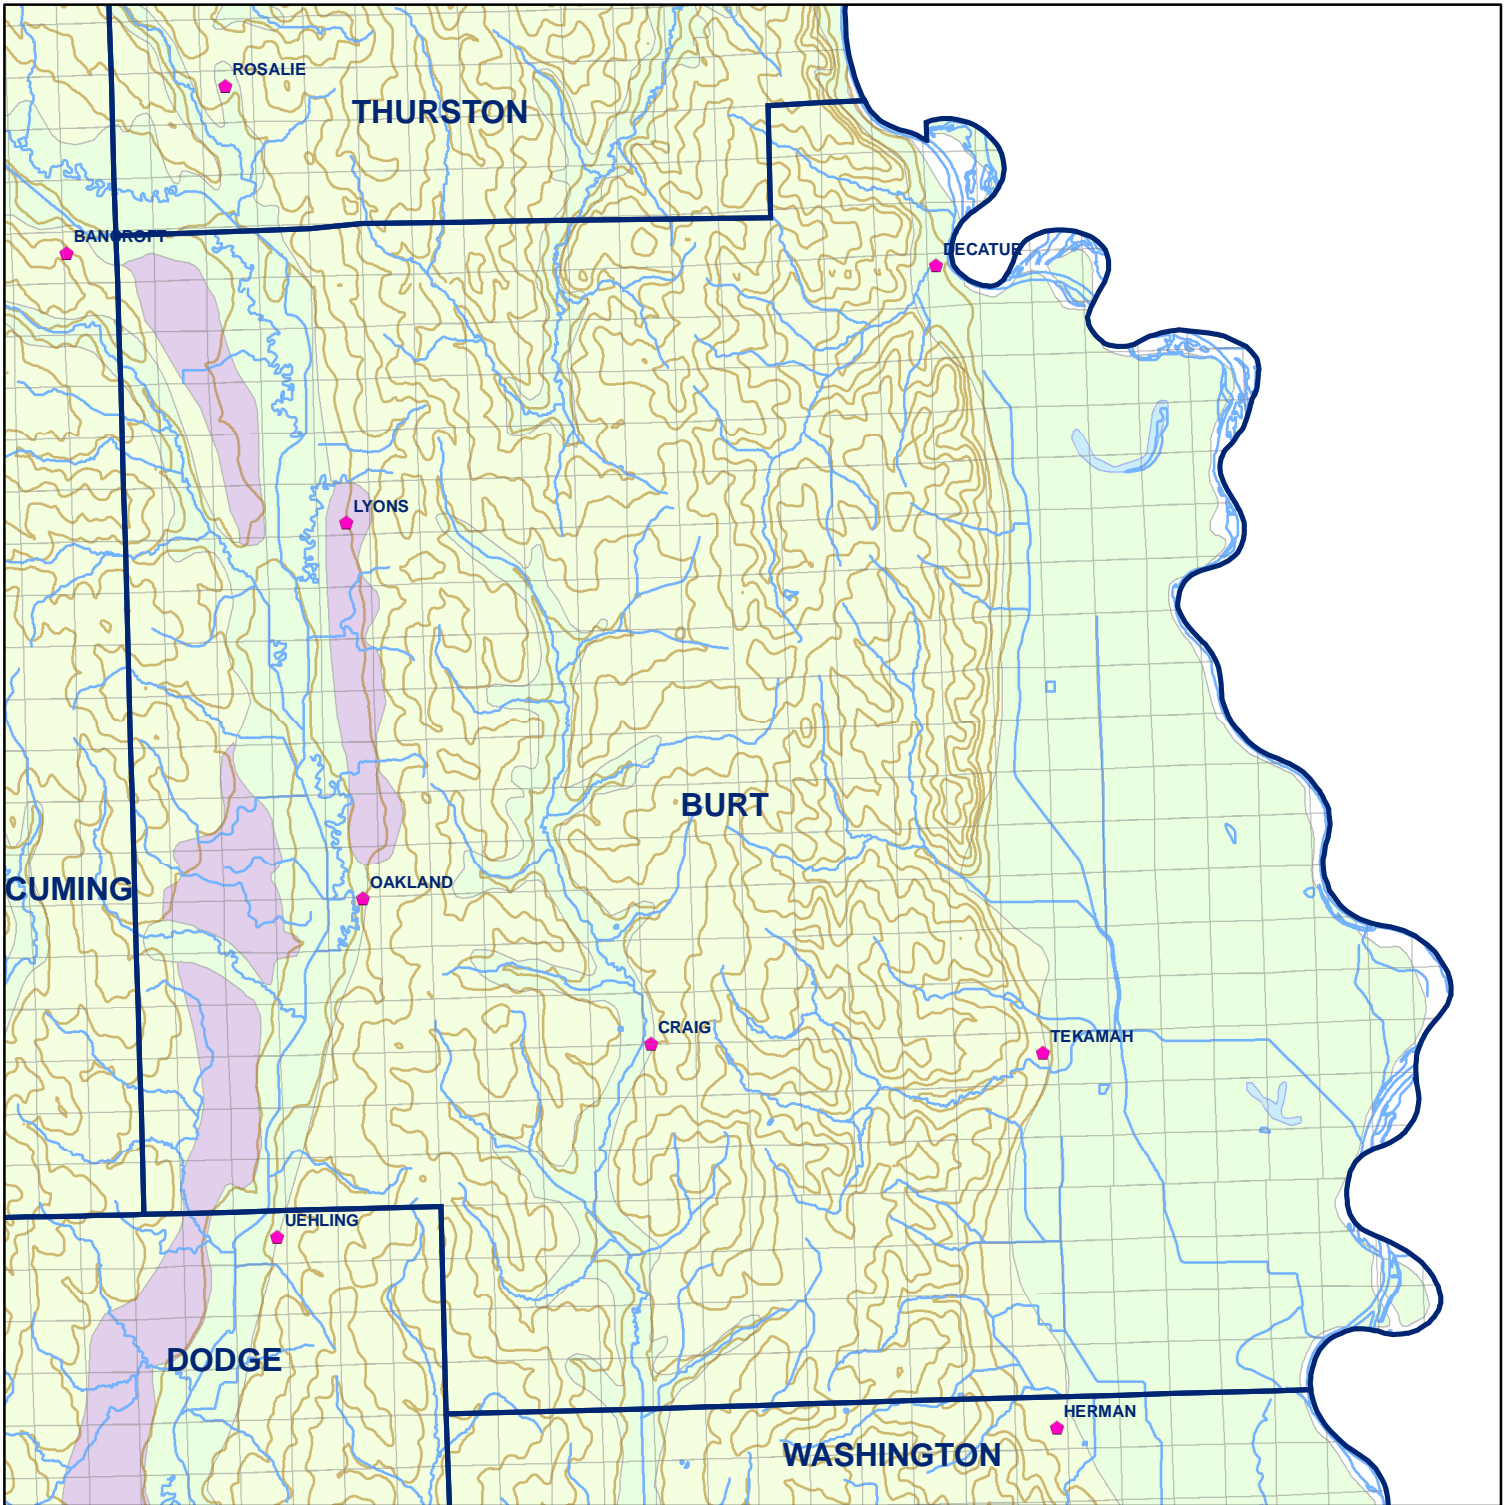 ROSALIE
THURSTON
BANCROFT
DECATUR
LYONS
BURT
OAKLAND
CUMING
CRAIG
TEKAMAH
UEHLING
DODGE
HERMAN
WASHINGTON